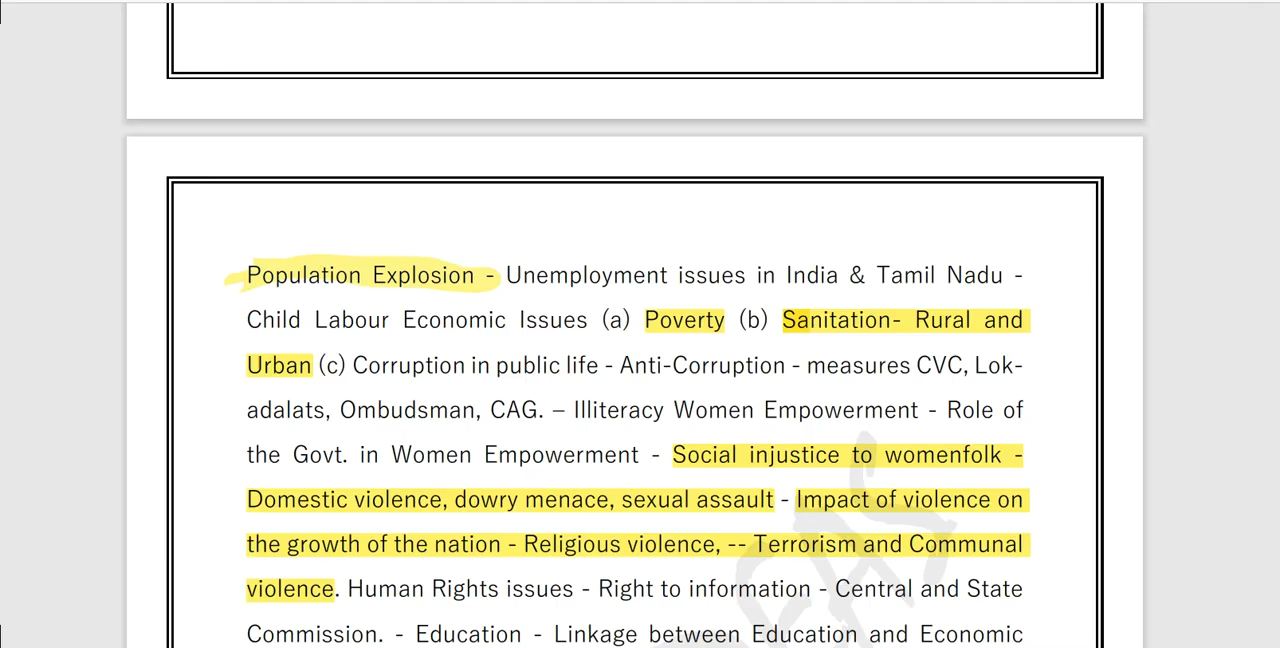 Population Explosion - Unemployment issues in India & Tamil Nadu -
Child Labour Economic Issues (a) Poverty (b) Sanitation- Rural and
Urban (c) Corruption in public life - Anti-Corruption - measures CVC, Lok-
adalats, Ombudsman, CAG. – Illiteracy Women Empowerment - Role of
the Govt. in Women Empowerment - Social injustice to womenfolk -
Domestic violence, dowry menace, sexual assault - Impact of violence on
the growth of the nation - Religious violence, -- Terrorism and Communal
violence. Human Rights issues - Right to information - Central and State
Commission. - Education - Linkage between Education and Economic